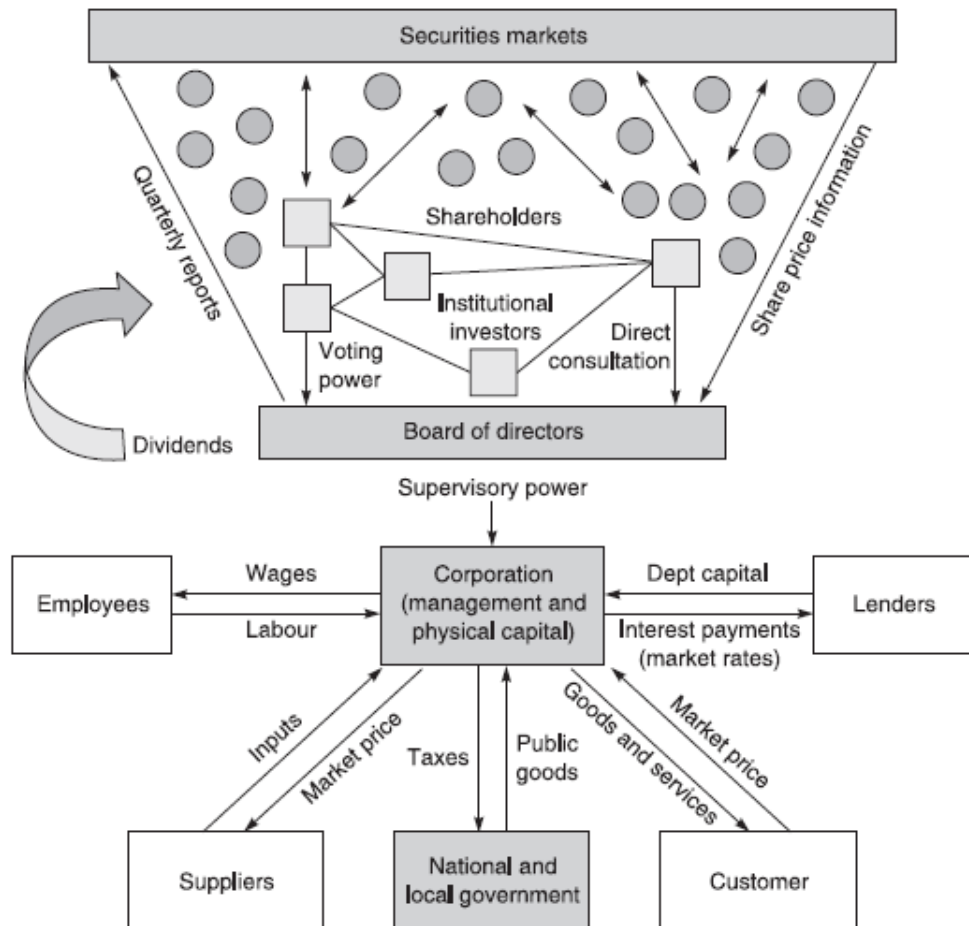 Securities markets
Quarterly reports
Shareholders
Share price information
Institutional
investors
Voting
power
Direct
consultation
Dividends
Board of directors
Supervisory power
Employees
Wages
Labour
Corporation
(management and
physical capital)
Dept capital
Interest payments
(market rates)
Lenders
Inputs
Market price
Taxes
Public
goods
Goods and services
Market price
Suppliers
National and
local government
Customer